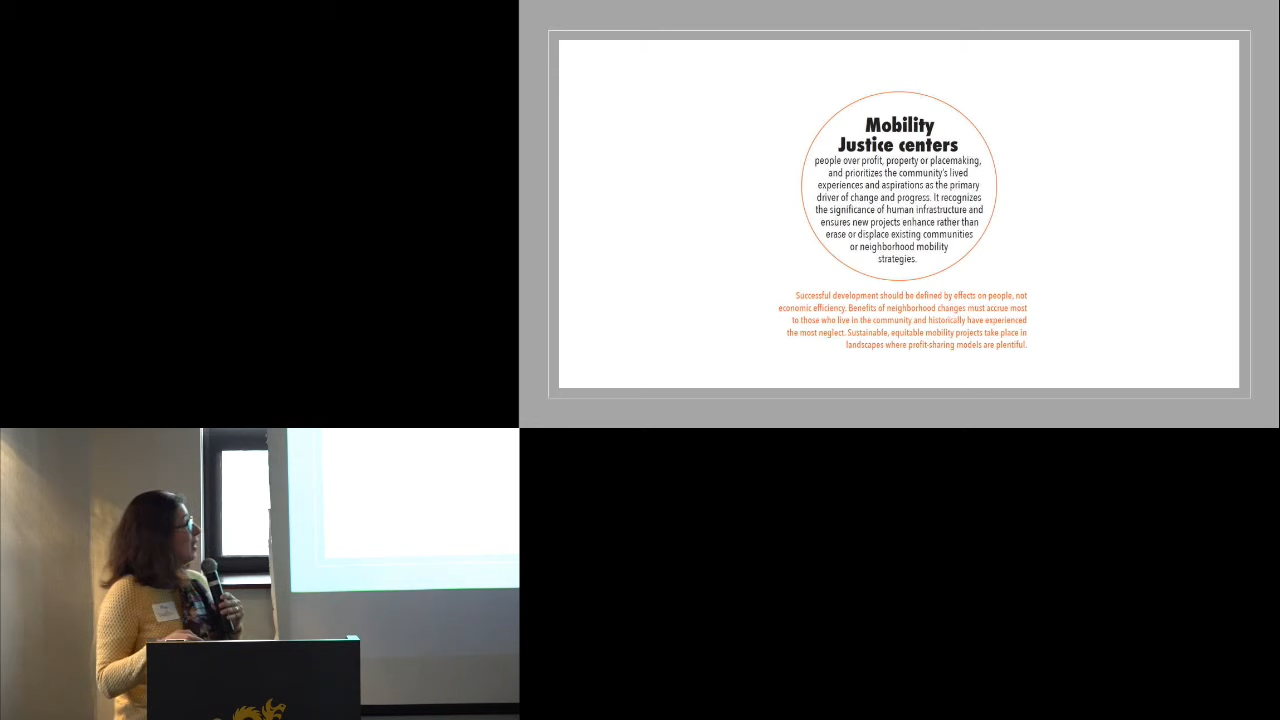 Mobility
Justice centers
people over profit, property or placemaking,
and prioritizes the community's lived
experiences and aspirations as the primary
driver of change and progress. It recognizes
the significance of human infrastructure and
ensures new projects enhance rather than
erase or displace existing communities
or neighborhood mobility
strategies.
Successful development should be defined by effects on people, not
economic efficiency. Benefits of neighborhood changes must accrue most
to those who live in the community and historically have experienced
the most neglect. Sustainable, equitable mobility projects take place in
landscapes where profit-sharing models are plentiful.